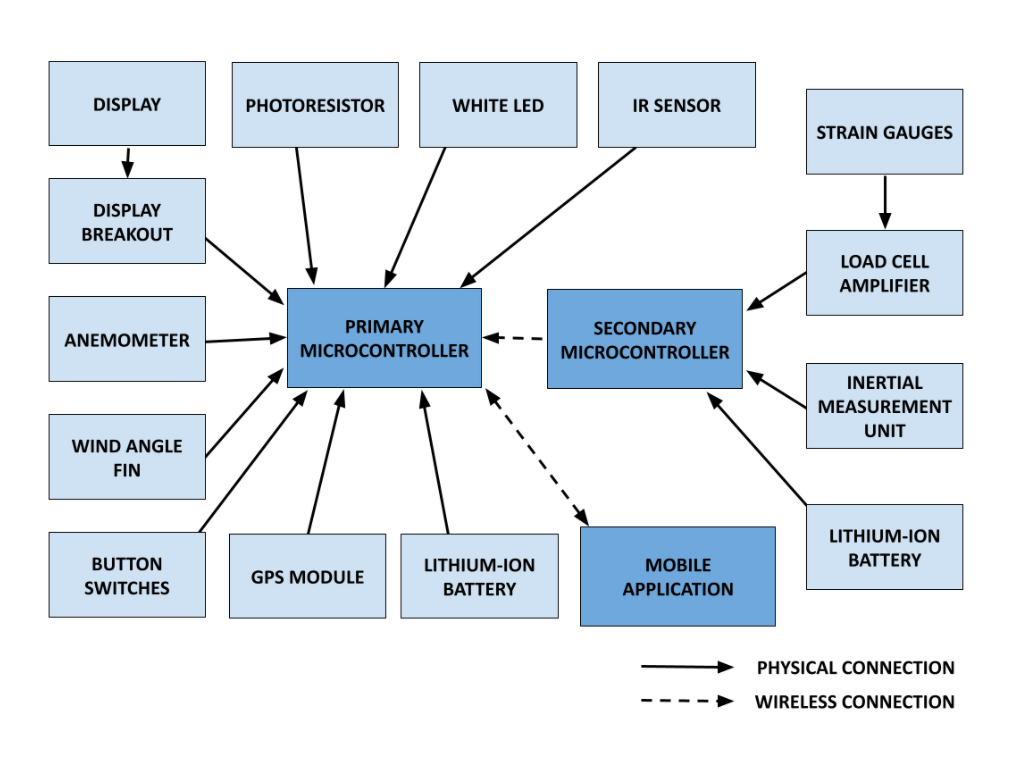 DISPLAY
PHOTORESISTOR
WHITE LED
IR SENSOR
STRAIN GAUGES
DISPLAY
BREAKOUT
LOAD CELL
AMPLIFIER
ANEMOMETER
PRIMARY
MICROCONTROLLER
SECONDARY
MICROCONTROLLER
INERTIAL
MEASUREMENT
UNIT
WIND ANGLE
FIN
BUTTON
SWITCHES
GPS MODULE
LITHIUM-ION
BATTERY
MOBILE
APPLICATION
LITHIUM-ION
BATTERY
PHYSICAL CONNECTION
WIRELESS CONNECTION